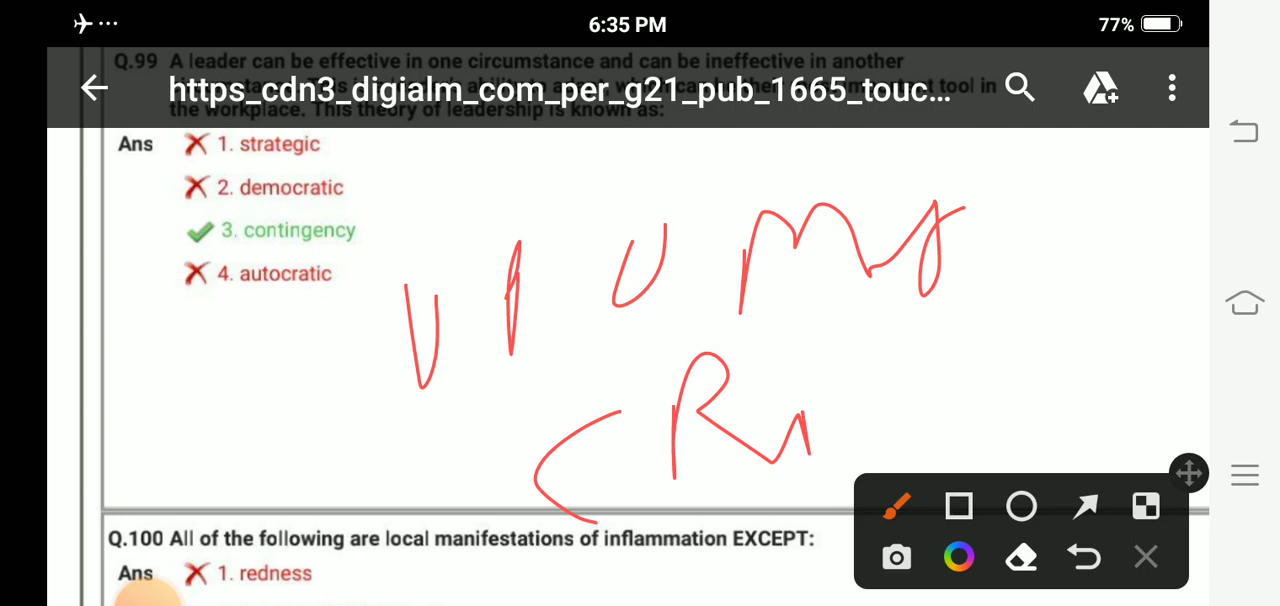 6:35 PM
77%
Q.99 A leader can be effective in one circumstance and can be ineffective in another
https_cdn3_digialm_com_per_g21_pub_1665_touc...
tool in
the workplace. This theory of leadership is known as:
Ans 1. strategic
2. democratic
3. contingency
4. autocratic
Q.100 All of the following are local manifestations of inflammation EXCEPT:
Ans 1. redness